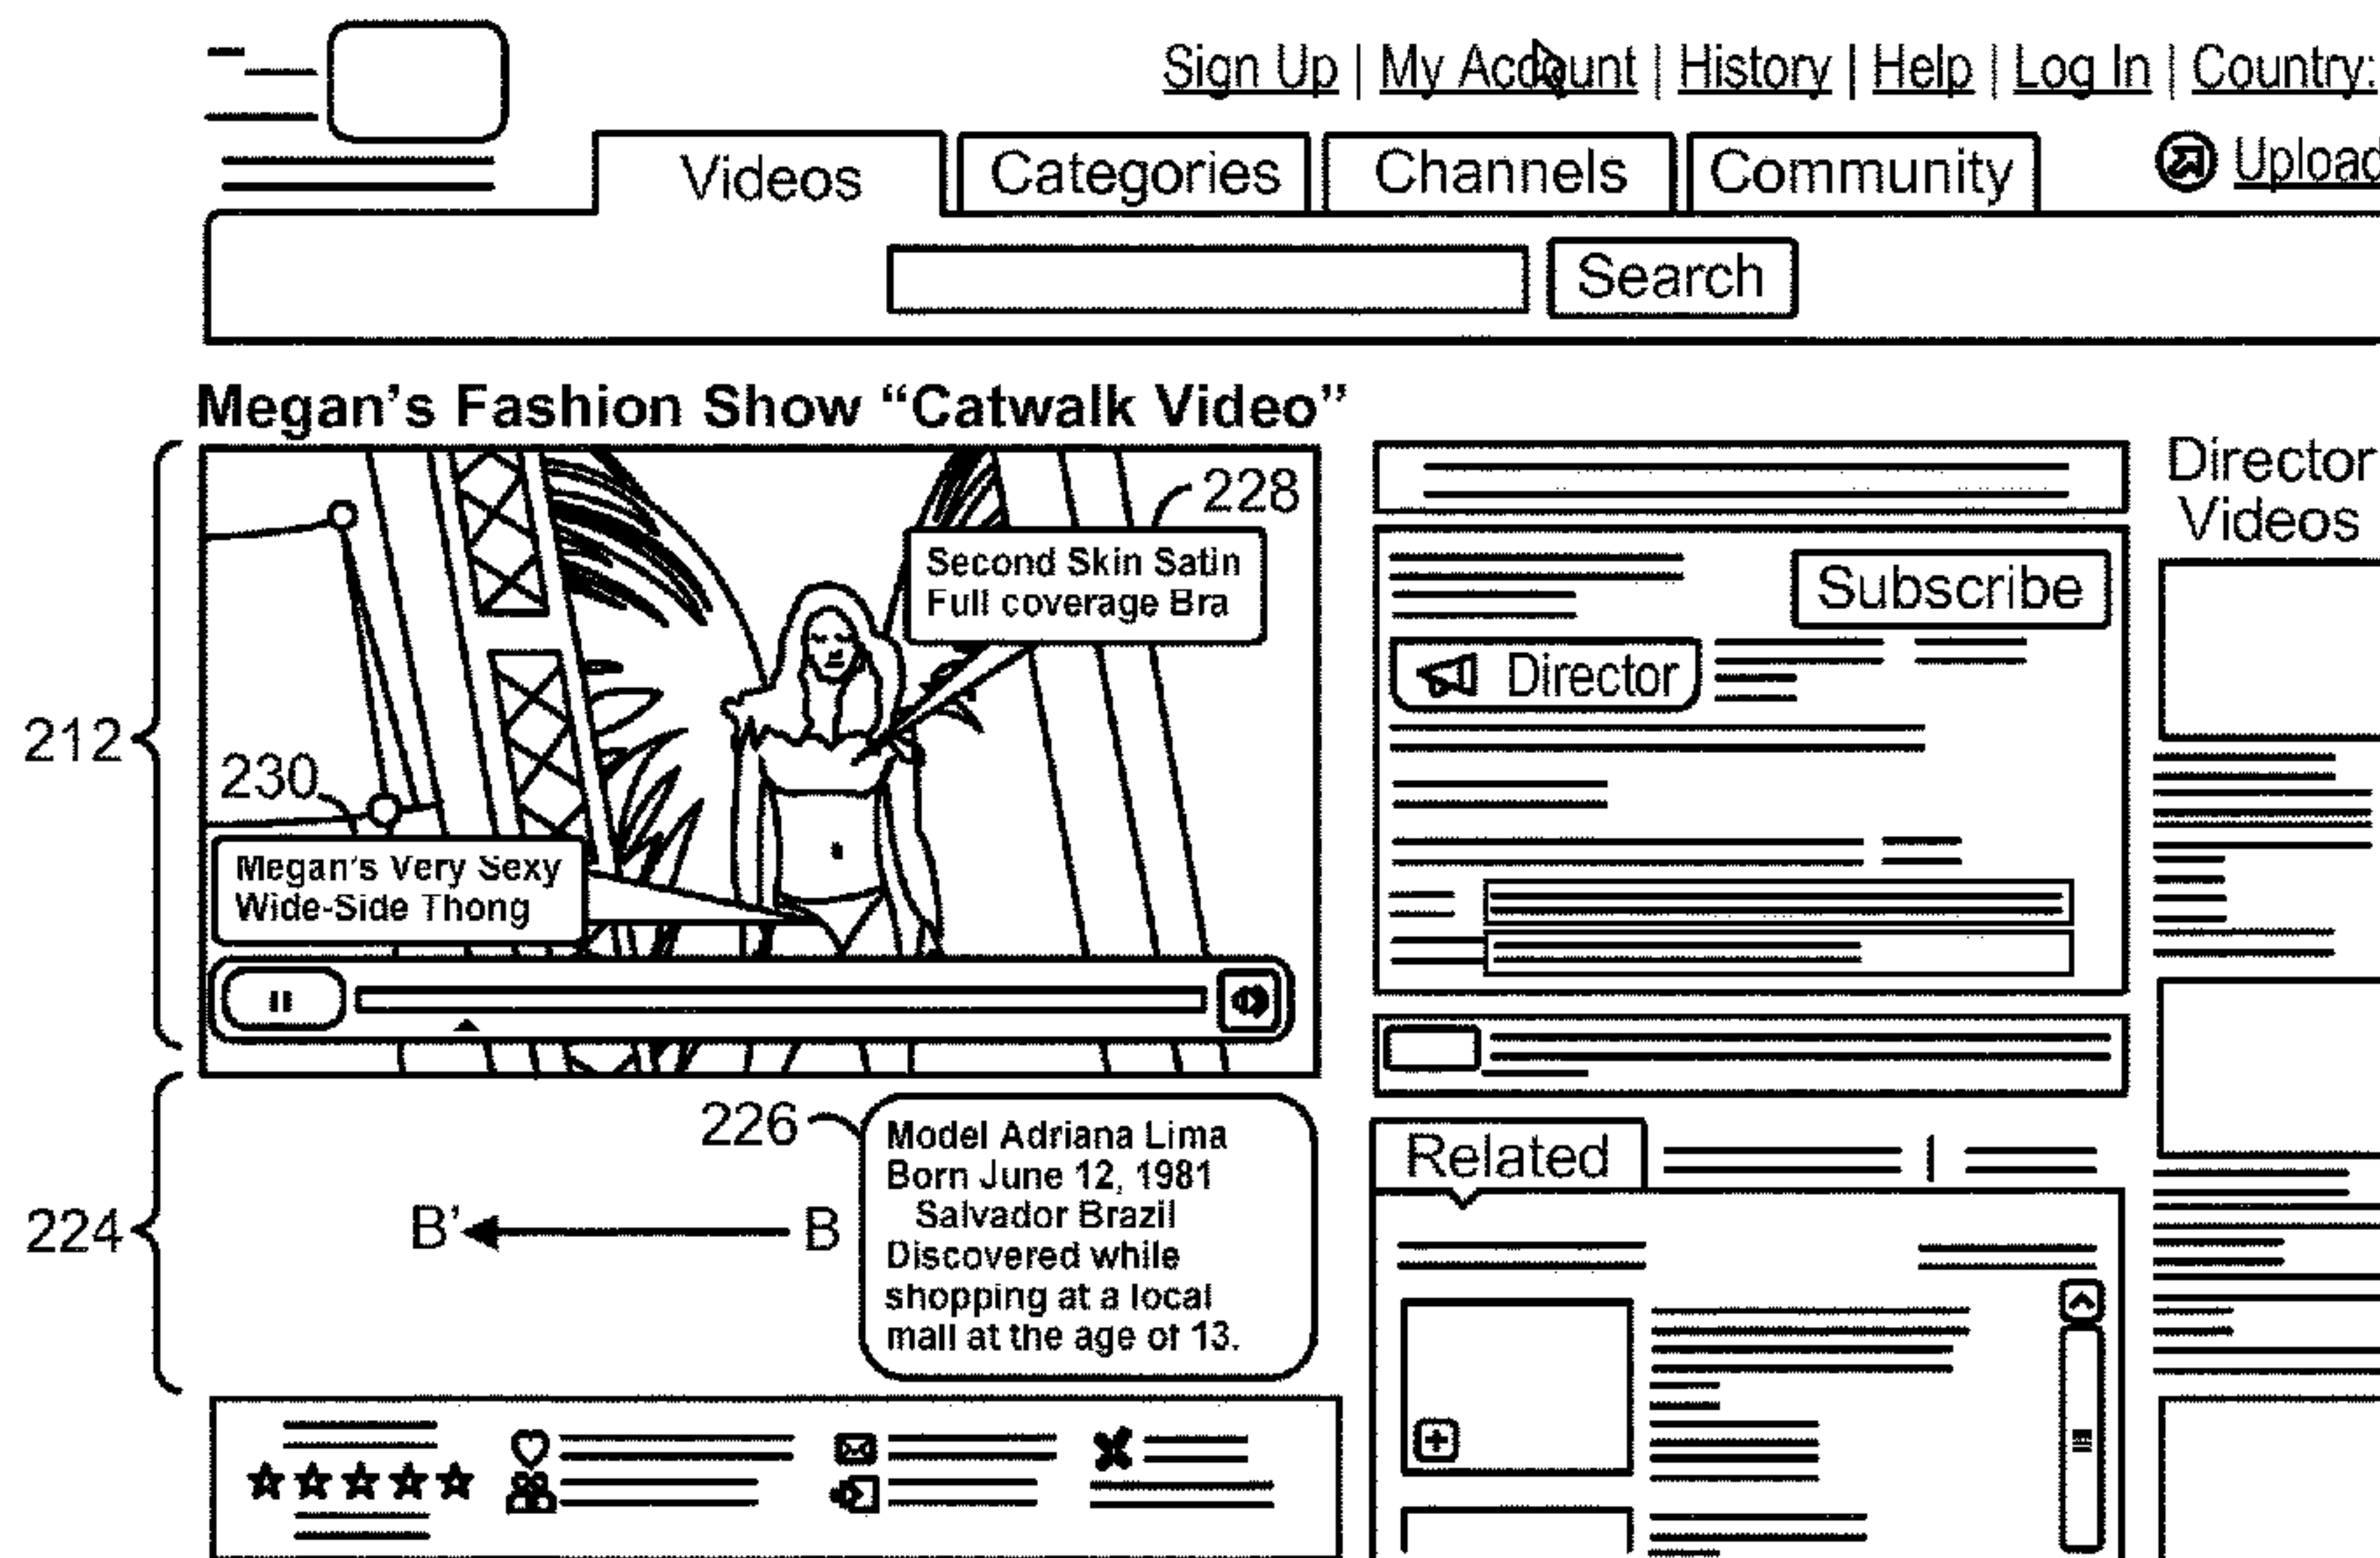 Sign Up | My Account | History | Help | Log In | Country:
Videos
Categories
Channels
Community
Upload
Search
Megan's Fashion Show “Catwalk Video”
212
228
Second Skin Satin
Full coverage Bra
230
Megan's Very Sexy
Wide-Side Thong
Subscribe
Director
Director
Videos
224
226
Model Adriana Lima
Born June 12, 1981
Salvador Brazil
Discovered while
shopping at a local
mall at the age of 13.
B' B
Related